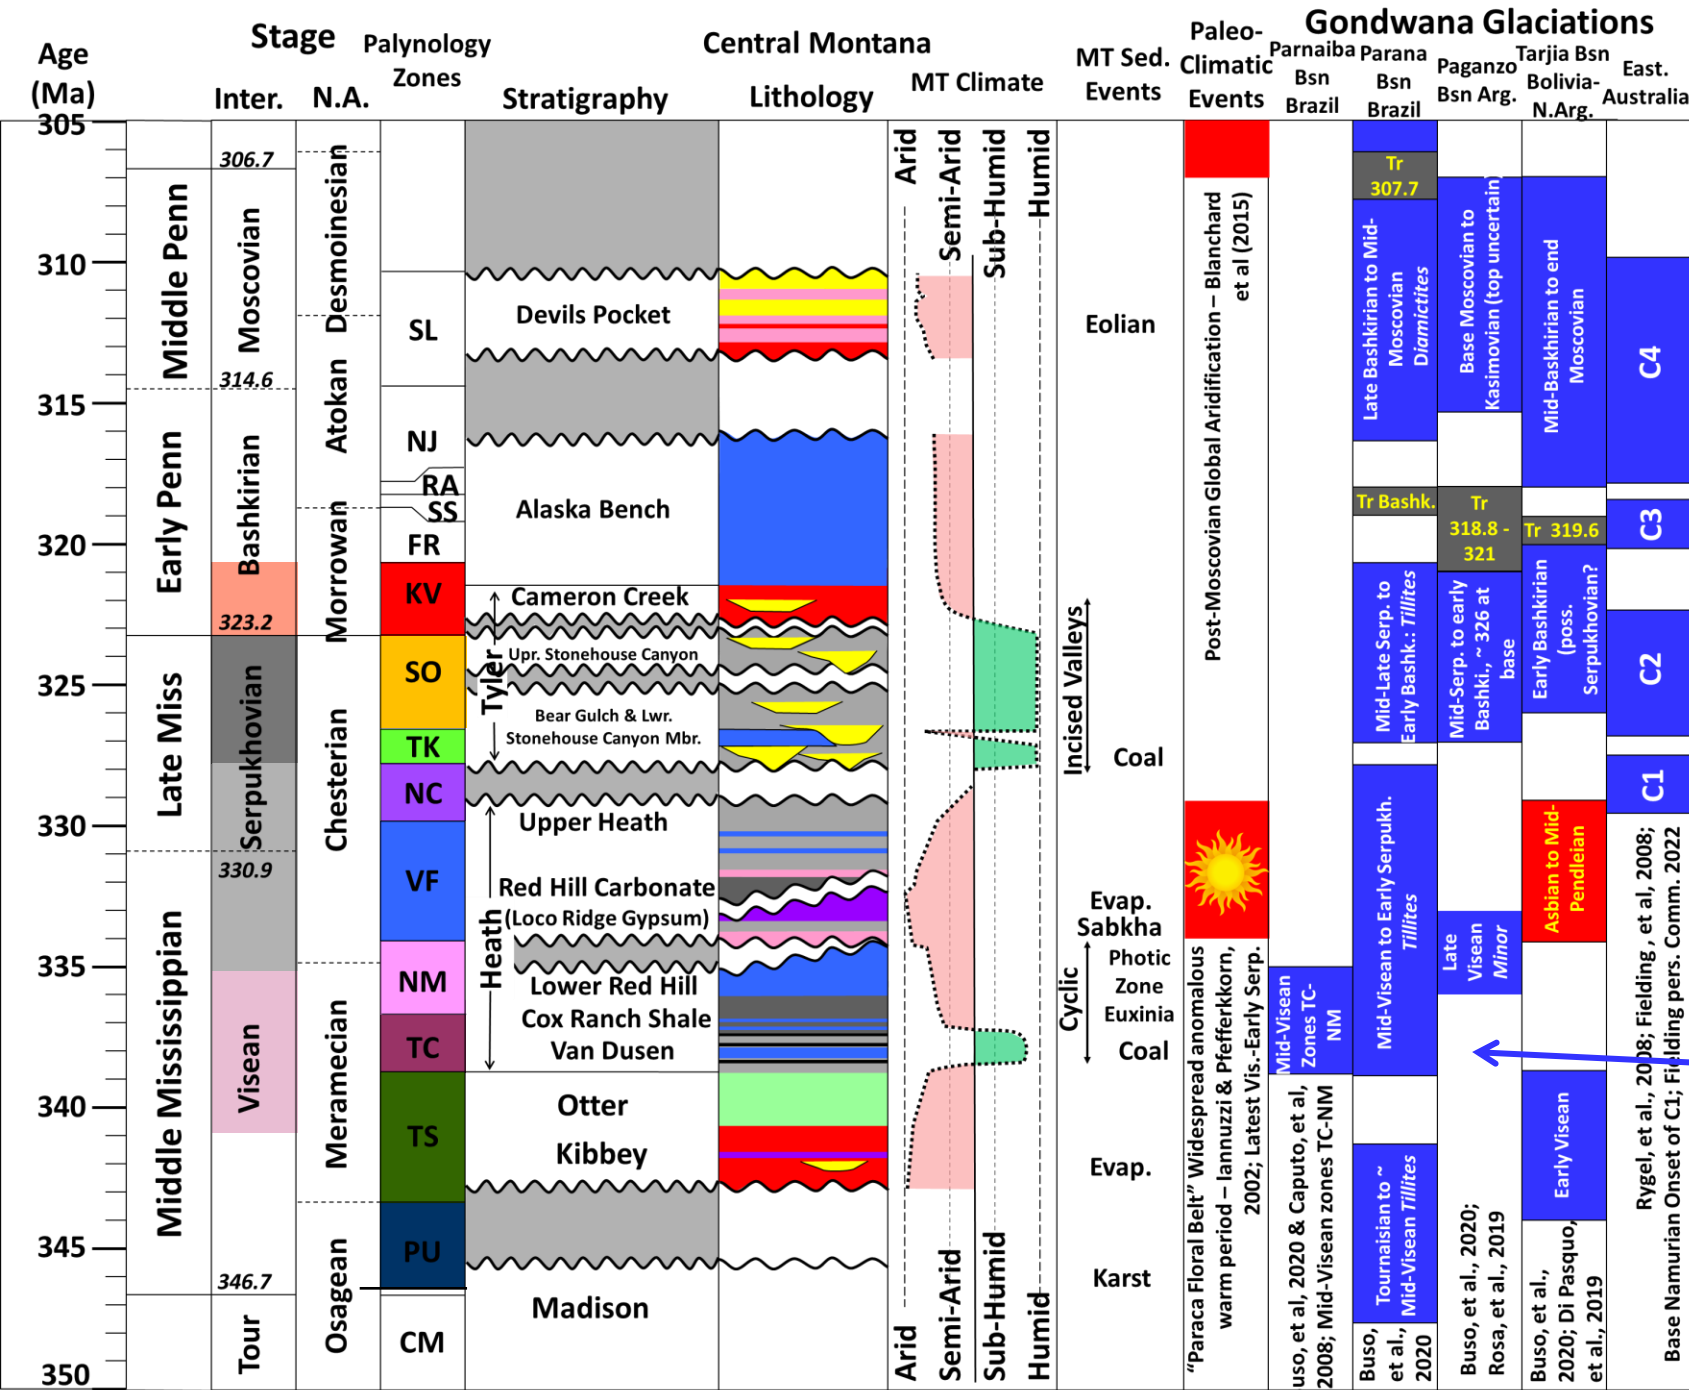 Age
(Ma)
Stage
Inter.
N.A.
Palynology
Zones
Central Montana
Stratigraphy
Lithology
MT Climate
MT Sed.
Events
Paleo-
Climatic
Events
Gondwana Glaciations
Parnaiba
Bsn
Brazil
Parana
Bsn
Brazil
Paganzo
Bsn Arg.
Tarjia Bsn
Bolivia-
N.Arg.
East.
Australia
305
310
315
320
325
330
335
340
345
350
Middle Penn
Early Penn
Late Miss
Middle Mississippian
306.7
Moscovian
314.6
Bashkirian
323.2
Serpukhovian
330.9
Visean
346.7
Tour
Desmoinesian
Atokan
Morrowan
Chesterian
Meramecian
Osagean
SL
NJ
RA
SS
FR
KV
SO
TK
NC
VF
NM
TC
TS
PU
CM
Devils Pocket
Alaska Bench
Cameron Creek
Upr. Stonehouse Canyon
Tyler
Bear Gulch & Lwr.
Stonehouse Canyon Mbr.
Upper Heath
Red Hill Carbonate
(Loco Ridge Gypsum)
Heath
Lower Red Hill
Cox Ranch Shale
Van Dusen
Otter
Kibbey
Madison
Arid
Semi-Arid
Sub-Humid
Humid
Arid
Semi-Arid
Sub-Humid
Humid
Eolian
Incised Valleys
Coal
Evap.
Sabkha
Cyclic
Photic
Zone
Euxinia
Coal
Evap.
Karst
Post-Moscovian Global Aridification – Blanchard
et al (2015)
“Paraca Floral Belt” Widespread anomalous
warm period – Iannuzzi & Pfefferkkorn,
2002; Latest Vis.-Early Serp.
Mid-Visean
Zones TC-
NM
uso, et al, 2020 & Caputo, et al,
2008; Mid-Visean zones TC-NM
Tr
307.7
Late Bashkirian to Mid-
Moscovian
Diamictites
Tr Bashk.
Mid-Late Serp. to
Early Bashk.: Tillites
Mid-Visean to Early Serpukh.
Tillites
Tournaisian to ~
Mid-Visean Tillites
Buso,
et al.,
2020
Base Moscovian to
Kasimovian (top uncertain)
Tr
318.8 -
321
Mid-Serp. to early
Bashki., ~ 326 at
base
Late
Visean
Minor
Buso, et al., 2020;
Rosa, et al., 2019
Mid-Baskhirian to end
Moscovian
Tr 319.6
Early Bashkirian
(poss.
Serpukhovian?
Asbian to Mid-
Pendleian
Early Visean
Buso, et al.,
2020; Di Pasquo,
et al., 2019
C4
C3
C2
C1
Rygel, et al., 2008; Fielding , et al, 2008;
Base Namurian Onset of C1; Fielding pers. Comm. 2022